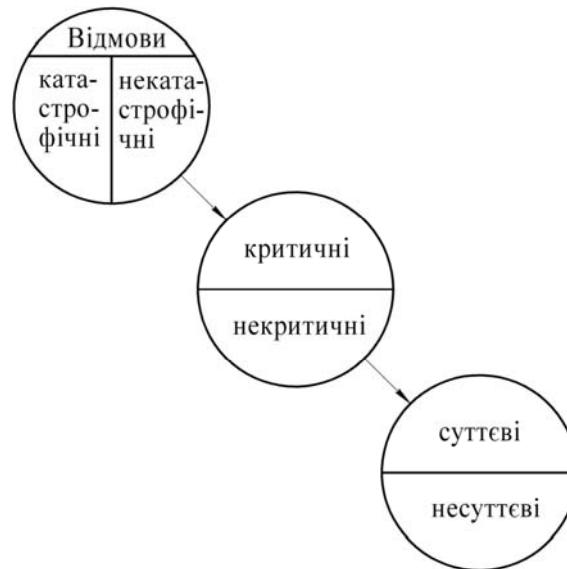 Відмови
ката-
стро-
фічні
неката-
строфі-
чні
критичні
некритичні
суттєві
несуттєві